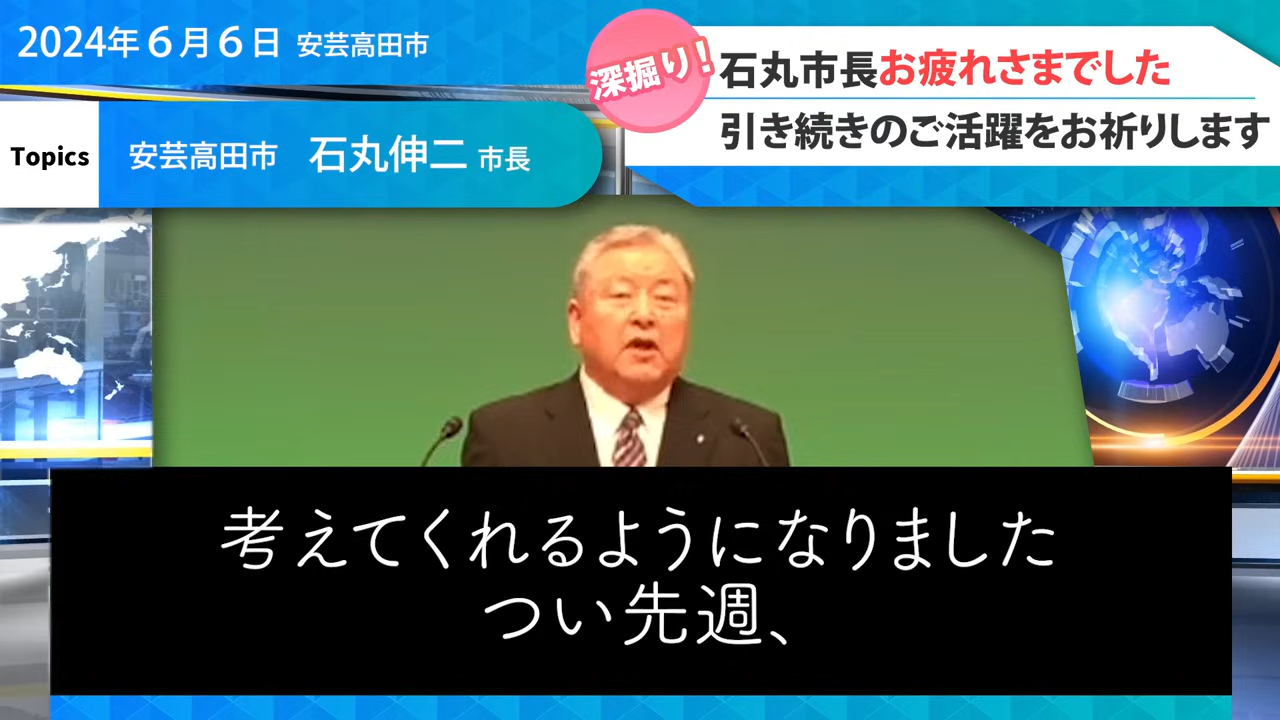 2024年６月６日 安芸高田市
深掘り！
石丸市長お疲れさまでした
引き続きのご活躍をお祈りします
Topics
安芸高田市 石丸伸二 市長
考えてくれるようになりました
つい先週、